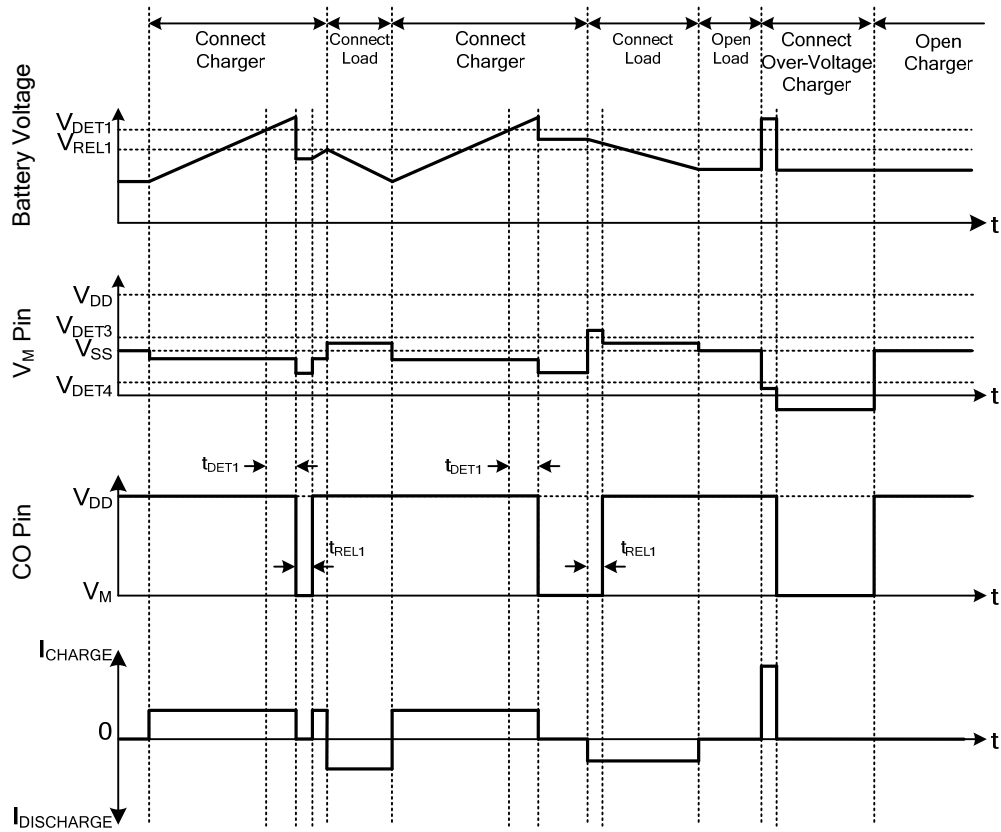 Connect
Charger
Connect
Load
Connect
Charger
Connect
Load
Open
Load
Connect
Over-Voltage
Charger
Open
Charger
Battery Voltage
VDET1
VREL1
t
VM Pin
VDD
VDET3
VSS
VDET4
t
CO Pin
tDET1
tDET1
VDD
tREL1
tREL1
VM
t
ICHARGE
0
t
IDISCHARGE